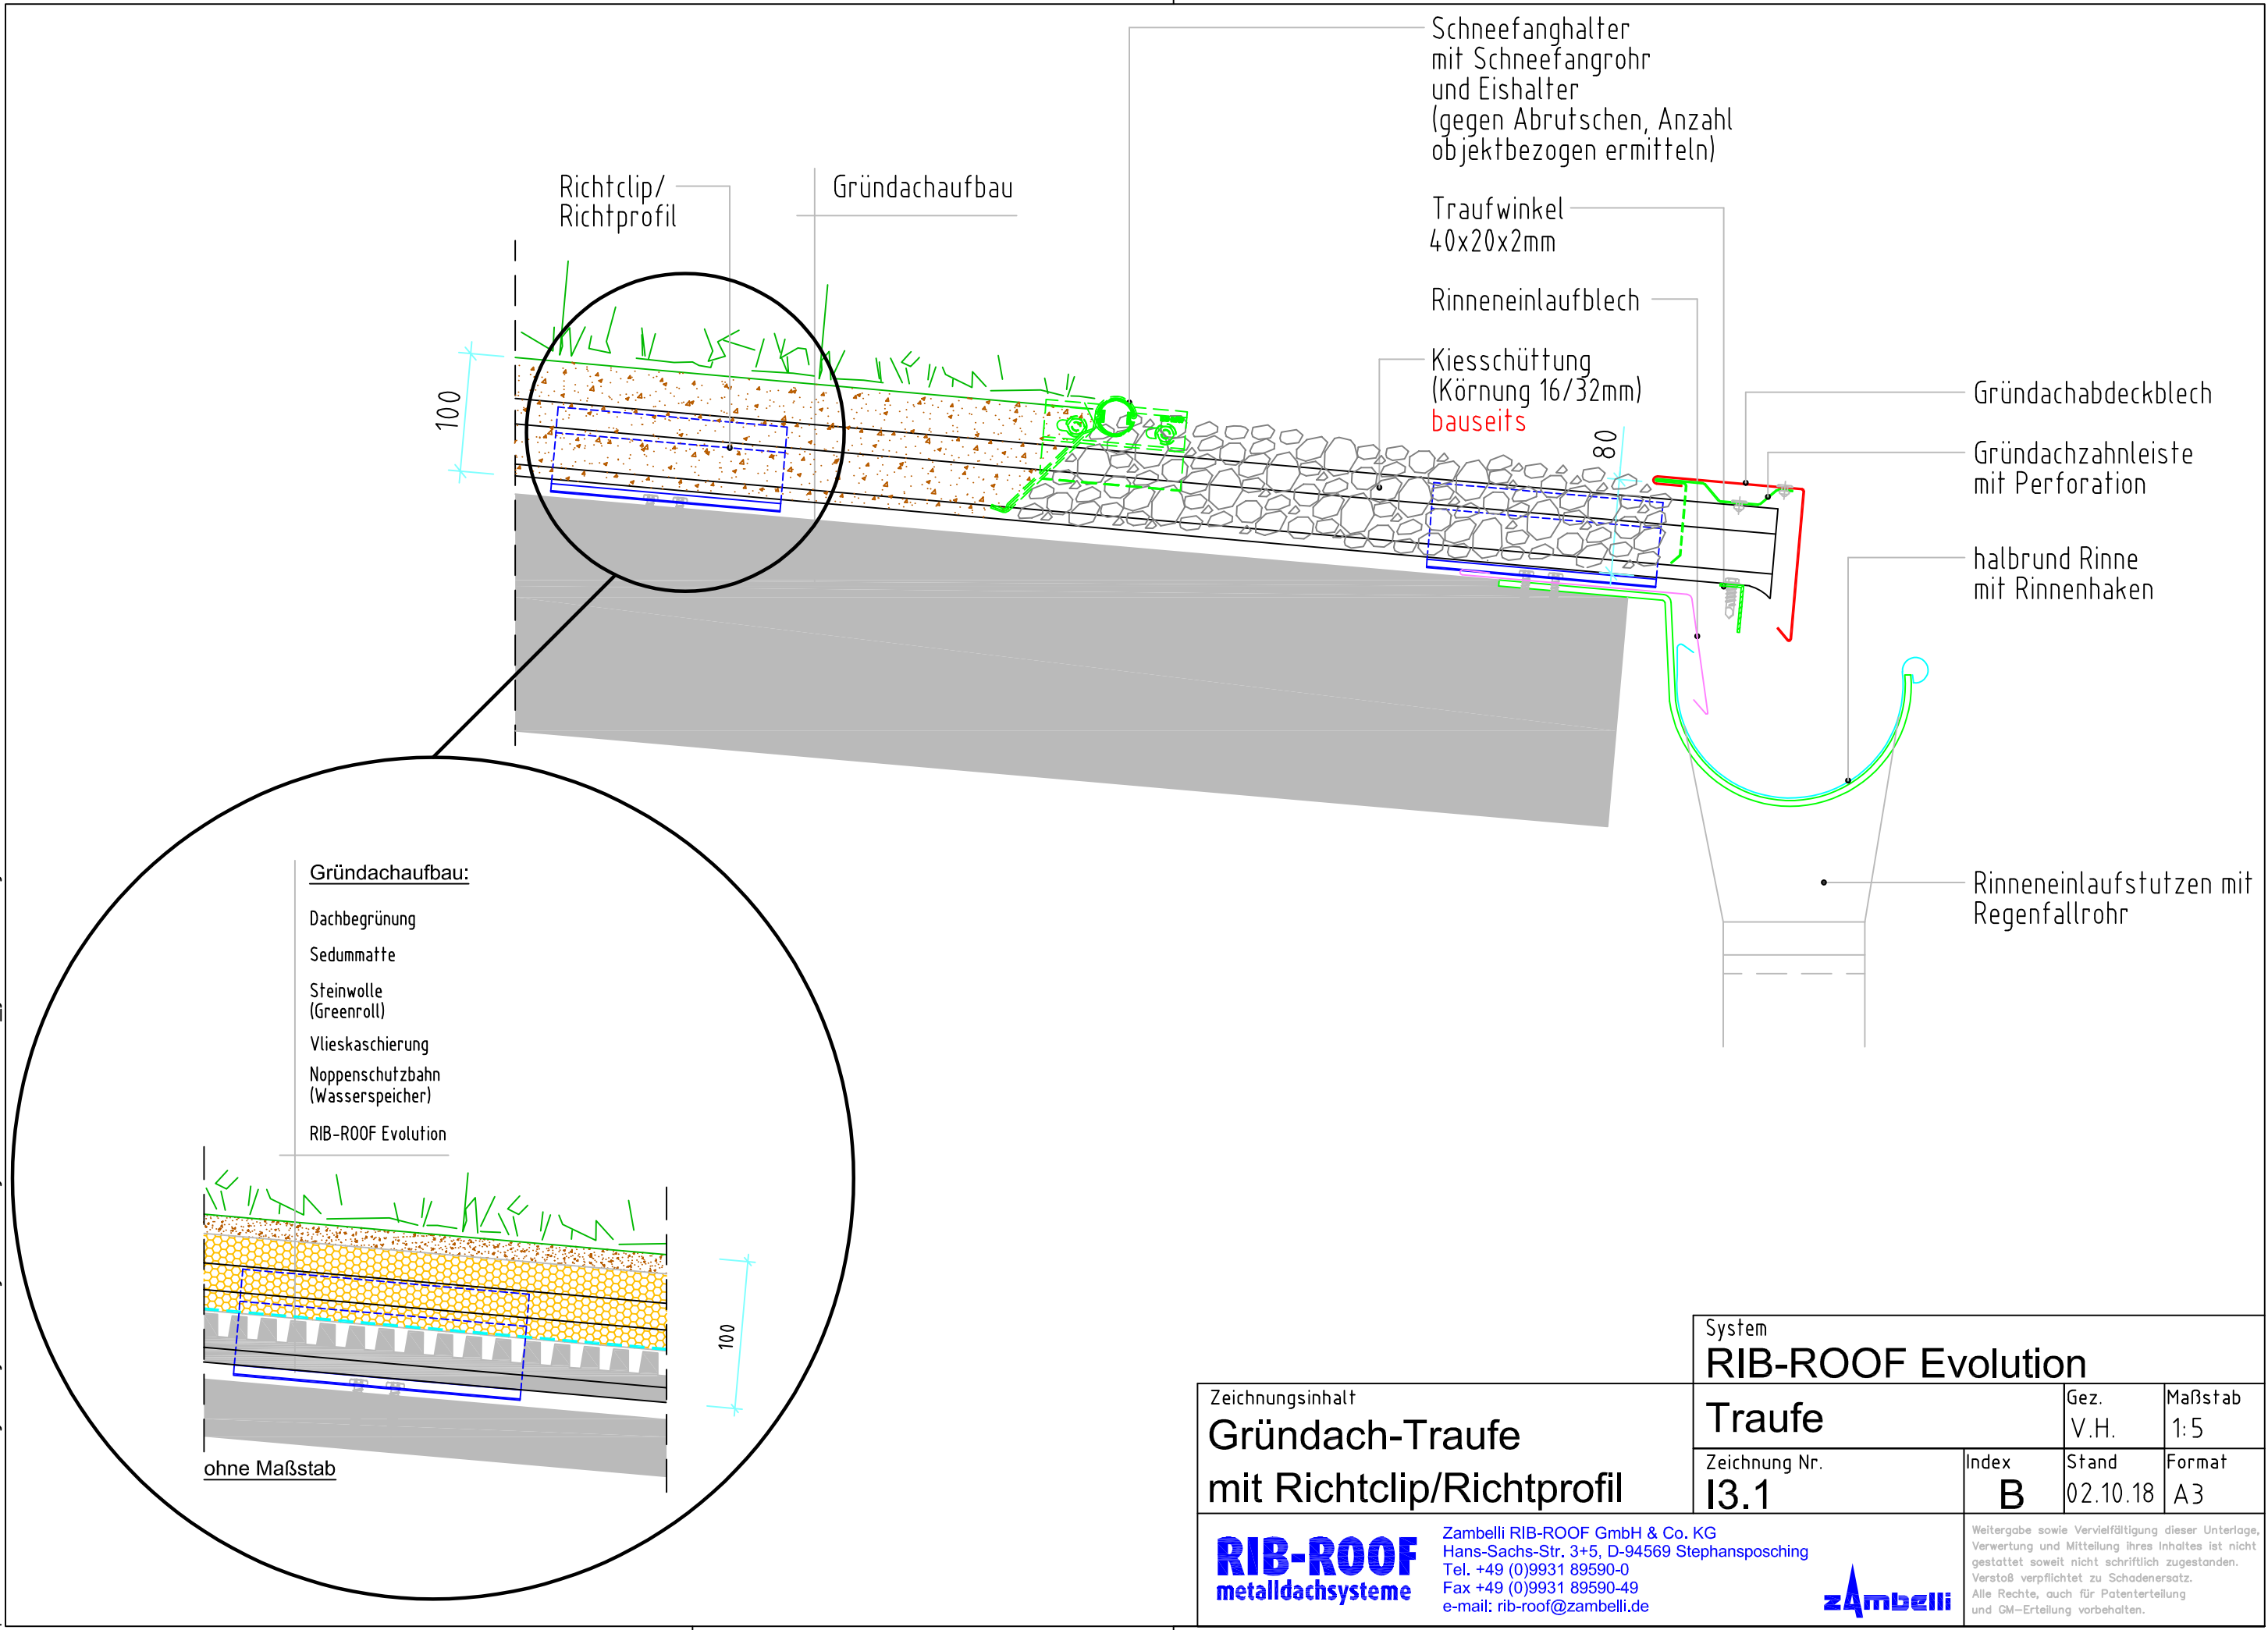 Schneefanghalter
mit Schneefangrohr
und Eishalter
(gegen Abrutschen, Anzahl
objektbezogen ermitteln)
Richtclip/
Richtprofil
Gründachaufbau
Traufwinkel
40x20x2mm
Rinneneinlaufblech
Kiesschüttung
(Körnung 16/32mm)
bauseits
100
80
Gründachabdeckblech
Gründachzahnleiste
mit Perforation
halbrund Rinne
mit Rinnenhaken
Rinneneinlaufstutzen mit
Regenfallrohr
Gründachaufbau:
Dachbegrünung
Sedummatte
Steinwolle
(Greenroll)
Vlieskaschierung
Noppenschutzbahn
(Wasserspeicher)
RIB-ROOF Evolution
100
ohne Maßstab
System
RIB-ROOF Evolution
Zeichnungsinhalt
Gründach-Traufe
mit Richtclip/Richtprofil
Traufe
Gez.
V.H.
Maßstab
1:5
Zeichnung Nr.
I3.1
Index
B
Stand
02.10.18
Format
A3
RIB-ROOF
metalldachsysteme
Zambelli RIB-ROOF GmbH & Co. KG
Hans-Sachs-Str. 3+5, D-94569 Stephansposching
Tel. +49 (0)9931 89590-0
Fax +49 (0)9931 89590-49
e-mail: rib-roof@zambelli.de
zambelli
Weitergabe sowie Vervielfältigung dieser Unterlage,
Verwertung und Mitteilung ihres Inhaltes ist nicht
gestattet soweit nicht schriftlich zugestanden.
Verstoß verpflichtet zu Schadenersatz.
Alle Rechte, auch für Patenterteilung
und GM-Erteilung vorbehalten.